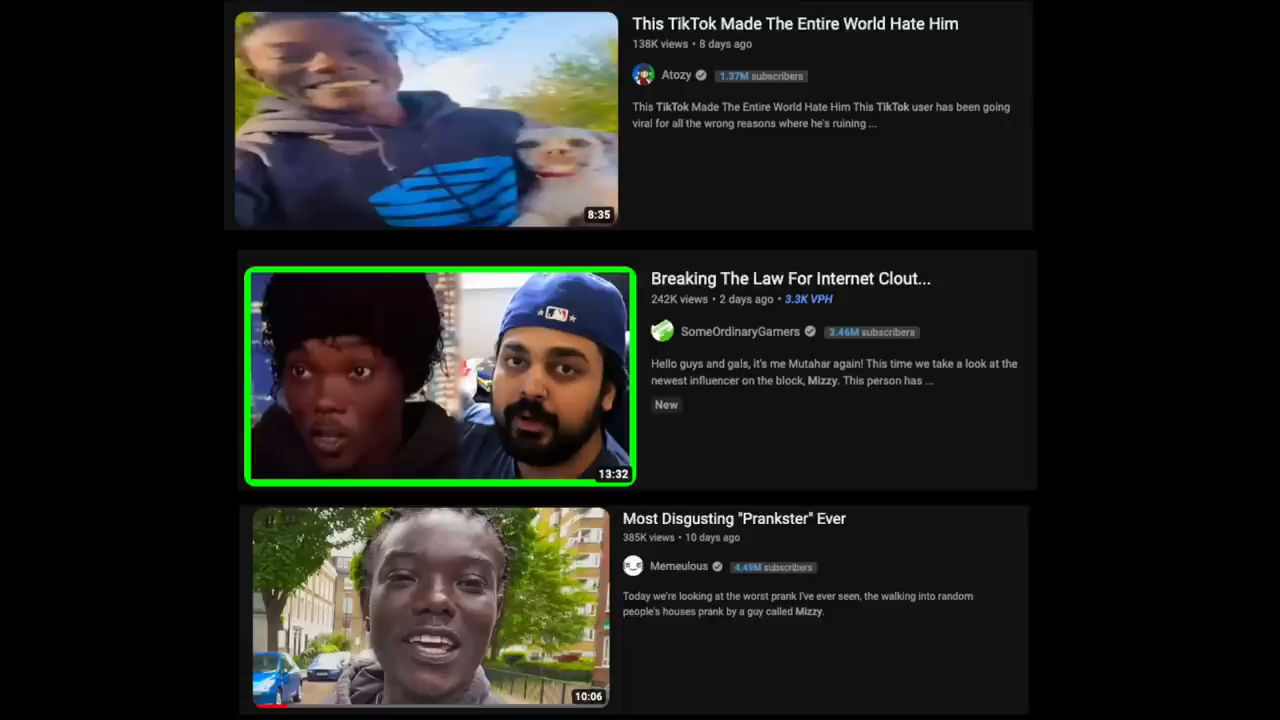 This TikTok Made The Entire World Hate Him
138K views • 8 days ago
Atozy 1.37M subscribers
This TikTok Made The Entire World Hate Him This TikTok user has been going
viral for all the wrong reasons where he's ruining ...
8:35
Breaking The Law For Internet Clout...
242K views • 2 days ago • 3.3K VPH
SomeOrdinaryGamers 3.46M subscribers
Hello guys and gals, it's me Mutahar again! This time we take a look at the
newest influencer on the block, Mizzy. This person has ...
New
13:32
Most Disgusting "Prankster" Ever
385K views • 10 days ago
Memeulous 4.49M subscribers
Today we're looking at the worst prank I've ever seen, the walking into random
people's houses prank by a guy called Mizzy.
10:06